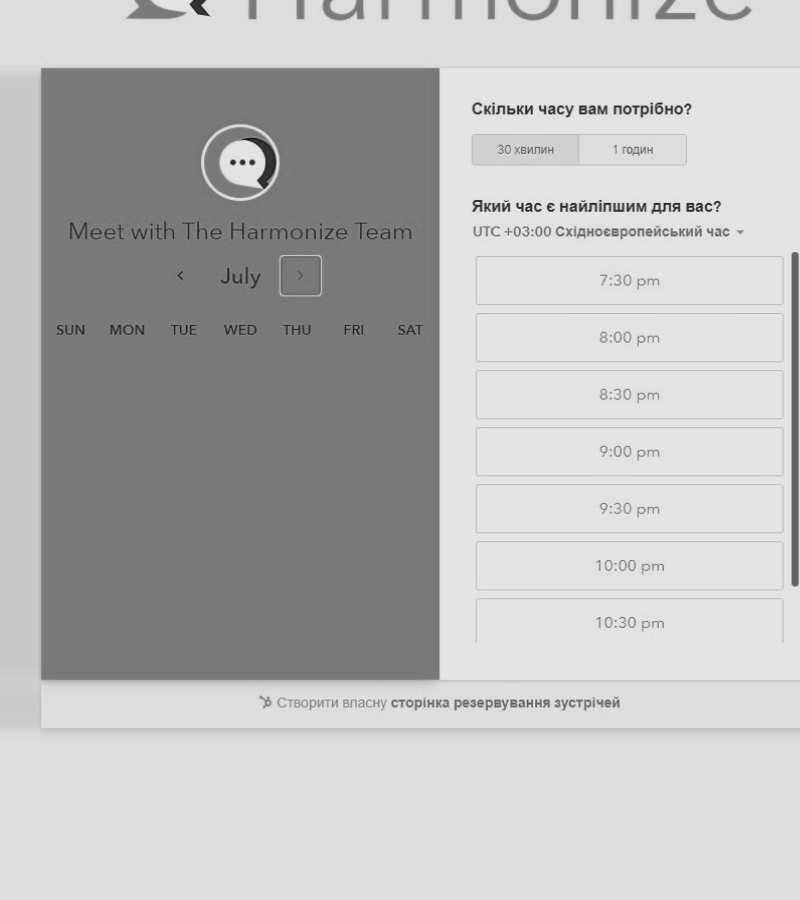 Harmonize
Meet with The Harmonize Team
July
SUN MON TUE WED THU FRI SAT
Скільки часу вам потрібно?
30 хвилин 1 годин
Який час є найліпшим для вас?
UTC +03:00 Східноєвропейський час
7:30 pm
8:00 pm
8:30 pm
9:00 pm
9:30 pm
10:00 pm
10:30 pm
Створити власну сторінка резервування зустрічей